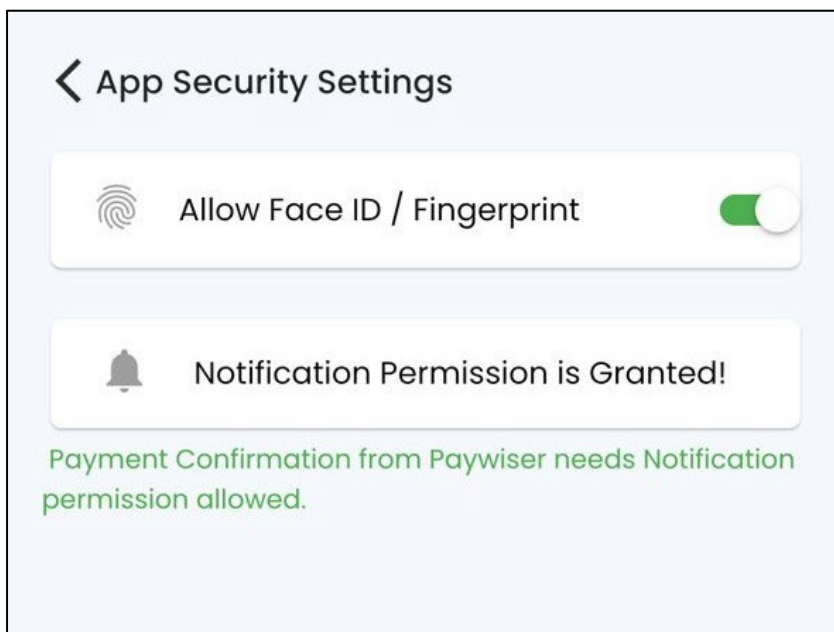 App Security Settings
Allow Face ID / Fingerprint
Notification Permission is Granted!
Payment Confirmation from Paywiser needs Notification
permission allowed.